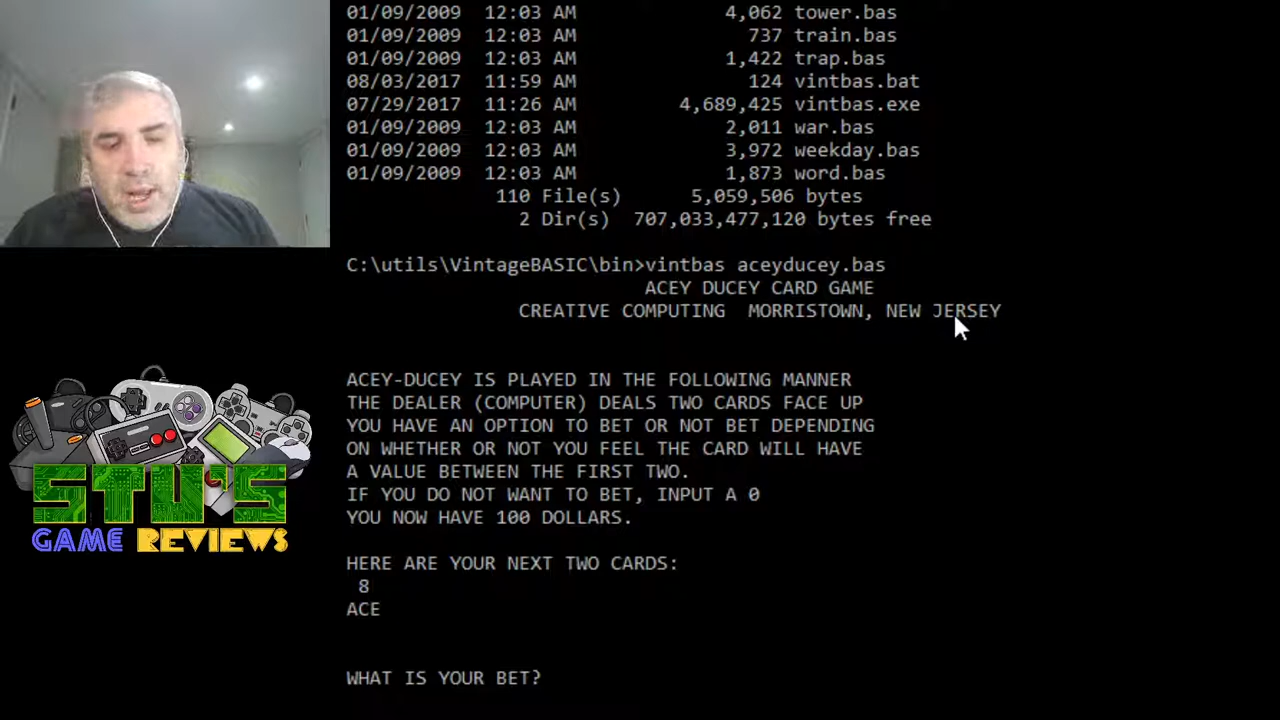 01/09/2009 12:03 AM 4,062 tower.bas
01/09/2009 12:03 AM 737 train.bas
01/09/2009 12:03 AM 1,422 trap.bas
08/03/2017 11:59 AM 124 vintbas.bat
07/29/2017 11:26 AM 4,689,425 vintbas.exe
01/09/2009 12:03 AM 2,011 war.bas
01/09/2009 12:03 AM 3,972 weekday.bas
01/09/2009 12:03 AM 1,873 word.bas
110 File(s) 5,059,506 bytes
2 Dir(s) 707,033,477,120 bytes free
C:\utils\VintageBASIC\bin>vintbas aceyducey.bas
ACEY DUCEY CARD GAME
CREATIVE COMPUTING MORRISTOWN, NEW JERSEY
ACEY-DUCEY IS PLAYED IN THE FOLLOWING MANNER
THE DEALER (COMPUTER) DEALS TWO CARDS FACE UP
YOU HAVE AN OPTION TO BET OR NOT BET DEPENDING
ON WHETHER OR NOT YOU FEEL THE CARD WILL HAVE
A VALUE BETWEEN THE FIRST TWO.
IF YOU DO NOT WANT TO BET, INPUT A 0
YOU NOW HAVE 100 DOLLARS.
HERE ARE YOUR NEXT TWO CARDS:
8
ACE
WHAT IS YOUR BET?
STU'S
GAME REVIEWS